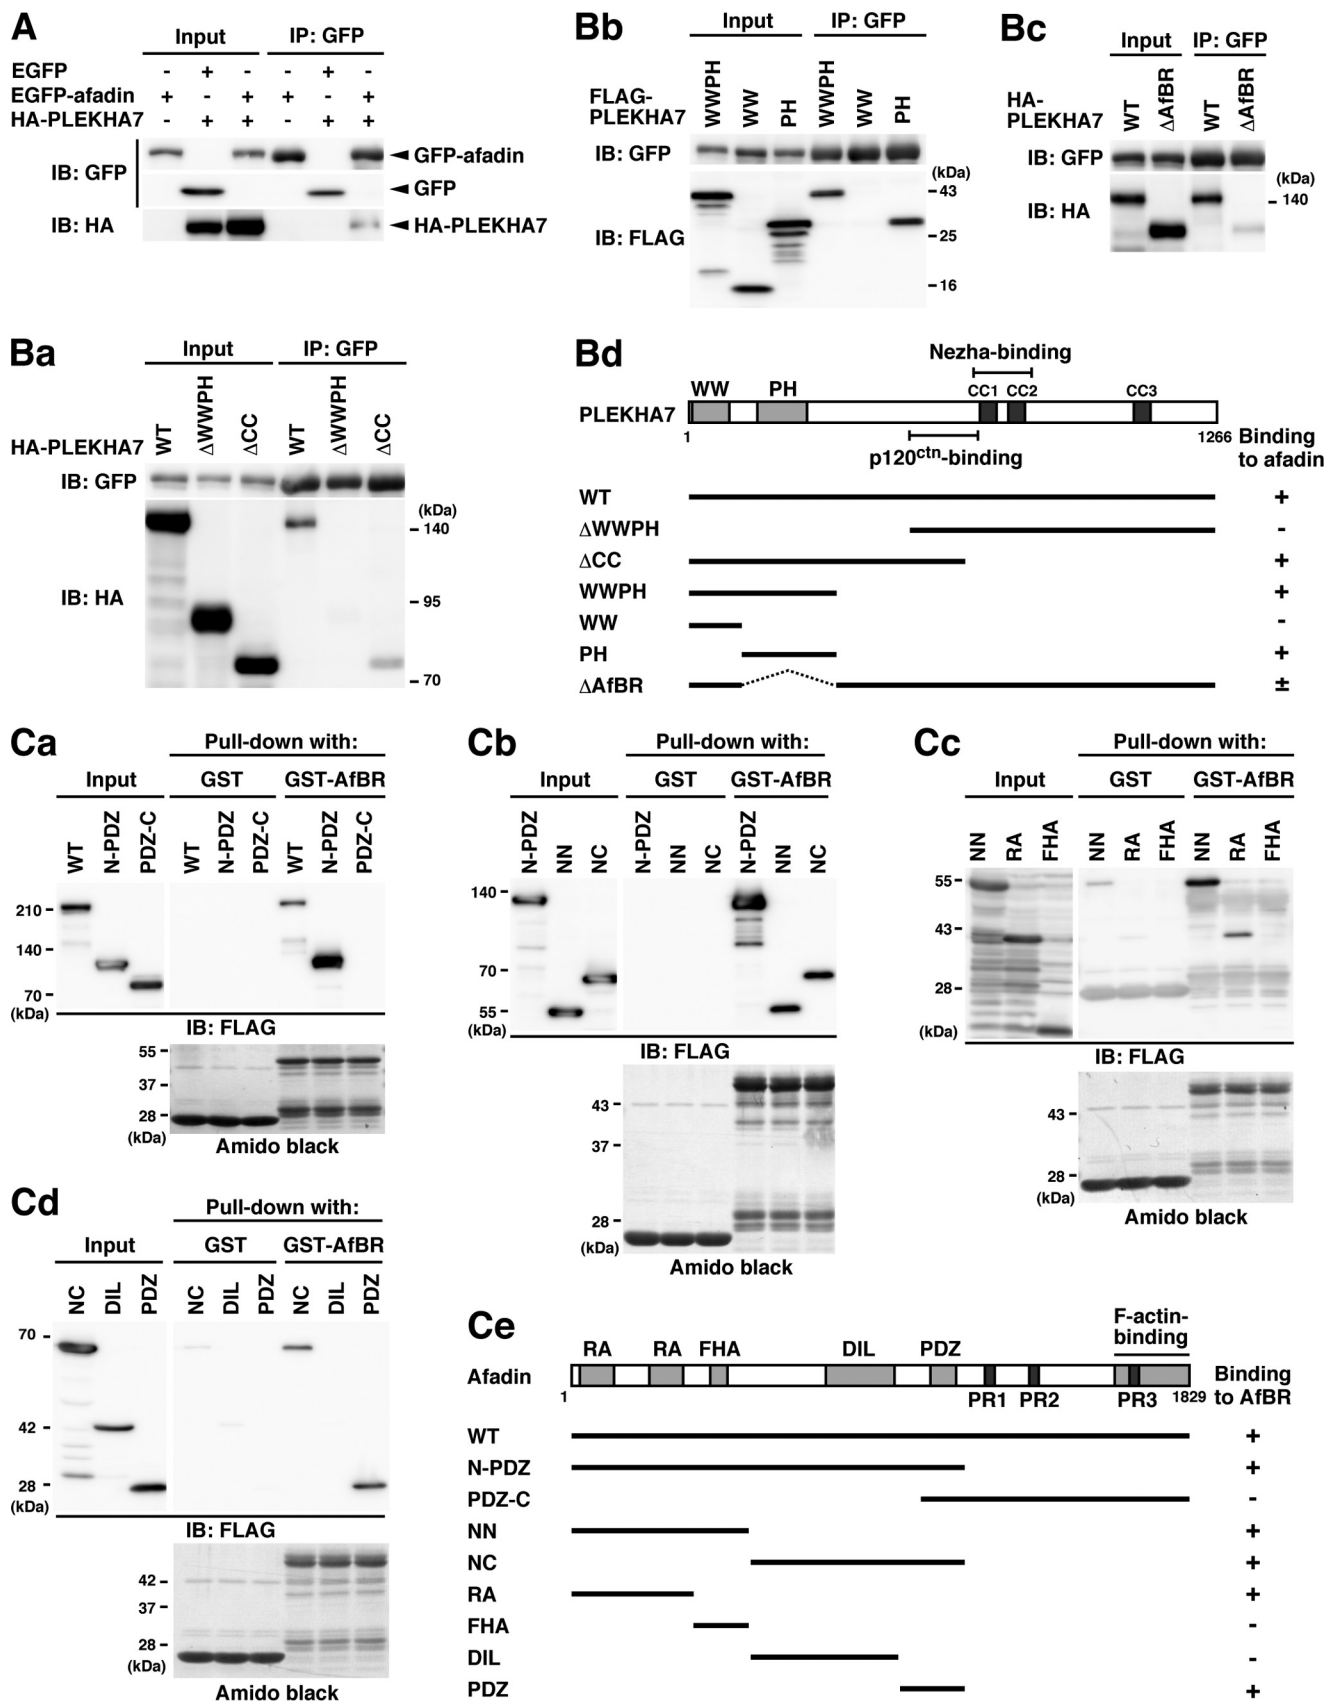 A
Input IP: GFP
EGFP - + - - + -
EGFP-afadin + - + + - +
HA-PLEKHA7 - + + - + +
IB: GFP
GFP-afadin
GFP
IB: HA
HA-PLEKHA7
Bb
Input IP: GFP
FLAG-
PLEKHA7
WWPH WW PH WWPH WW PH
IB: GFP
(kDa)
43
IB: FLAG
25
16
Bc
Input IP: GFP
HA-
PLEKHA7
WT ΔAfBR WT ΔAfBR
IB: GFP
(kDa)
IB: HA
140
Ba
Input IP: GFP
HA-PLEKHA7 WT ΔWWPH ΔCC WT ΔWWPH ΔCC
IB: GFP
(kDa)
140
IB: HA
95
70
Bd
Nezha-binding
WW PH CC1 CC2 CC3
PLEKHA7
1 1266
p120ctn-binding
Binding
to afadin
WT +
ΔWWPH -
ΔCC +
WWPH +
WW -
PH +
ΔAfBR ±
Ca
Pull-down with:
Input GST GST-AfBR
WT N-PDZ PDZ-C WT N-PDZ PDZ-C WT N-PDZ PDZ-C
210
140
70
(kDa)
IB: FLAG
55
37
28
(kDa)
Amido black
Cb
Pull-down with:
Input GST GST-AfBR
N-PDZ NN NC N-PDZ NN NC N-PDZ NN NC
140
70
55
(kDa)
IB: FLAG
43
37
28
(kDa)
Amido black
Cc
Pull-down with:
Input GST GST-AfBR
NN RA FHA NN RA FHA NN RA FHA
55
43
28
(kDa)
IB: FLAG
43
28
(kDa)
Amido black
Cd
Pull-down with:
Input GST GST-AfBR
NC DIL PDZ NC DIL PDZ NC DIL PDZ
70
42
28
(kDa)
IB: FLAG
42
37
28
(kDa)
Amido black
Ce
F-actin-
binding
RA RA FHA DIL PDZ
Afadin
1 PR1 PR2 PR3 1829
Binding
to AfBR
WT +
N-PDZ +
PDZ-C -
NN +
NC +
RA +
FHA -
DIL -
PDZ +